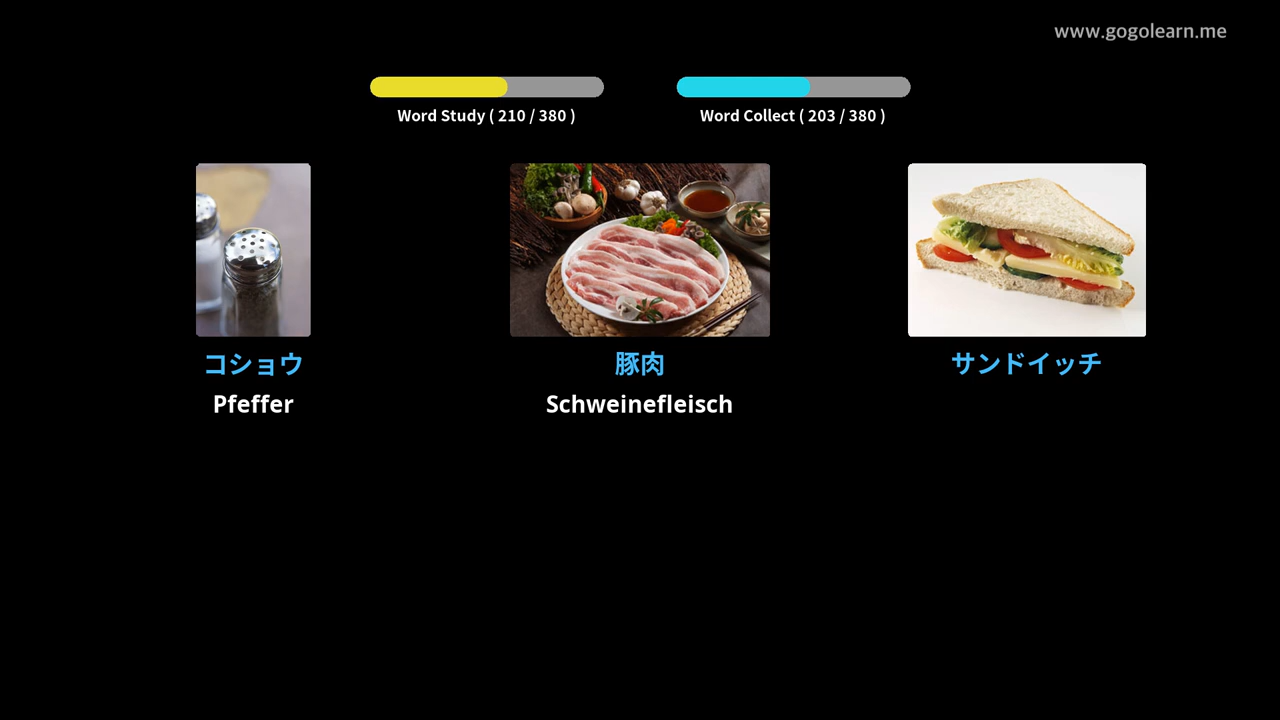 www.gogolearn.me
Word Study ( 210 / 380 )
Word Collect ( 203 / 380 )
コショウ
Pfeffer
豚肉
Schweinefleisch
サンドイッチ